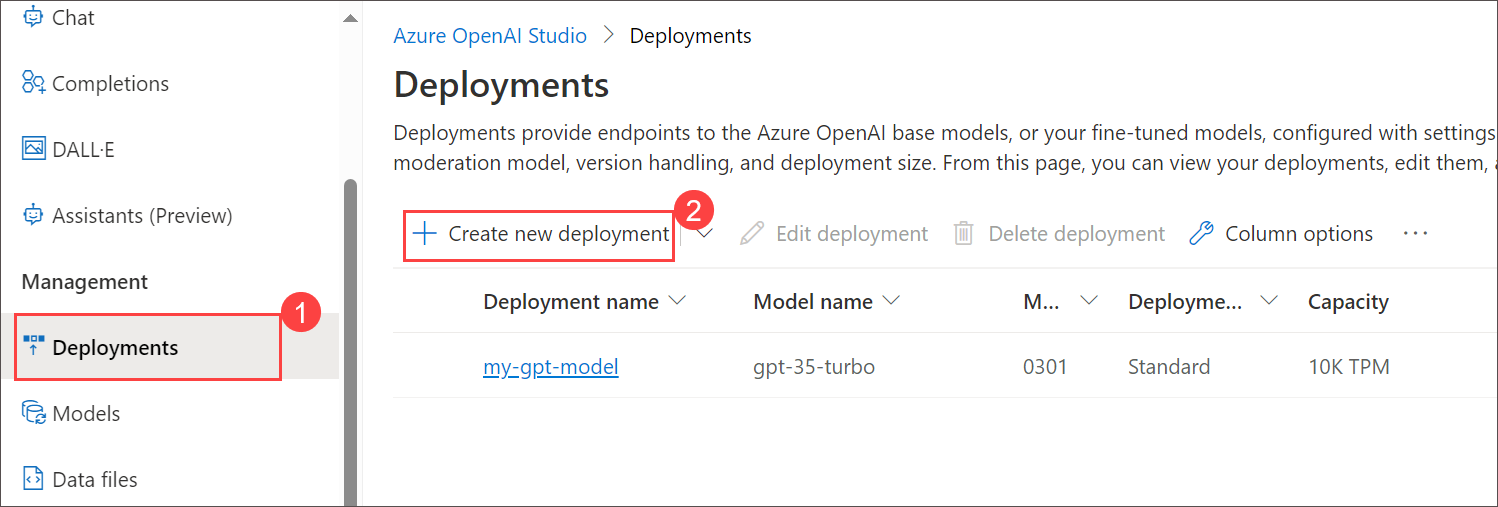 Chat
Completions
DALL·E
Assistants (Preview)
Management
1
Deployments
Models
Data files
Azure OpenAI Studio > Deployments
Deployments
Deployments provide endpoints to the Azure OpenAI base models, or your fine-tuned models, configured with settings
moderation model, version handling, and deployment size. From this page, you can view your deployments, edit them,
2
Create new deployment Edit deployment Delete deployment Column options ...
Deployment name Model name M... Deployme... Capacity
my-gpt-model gpt-35-turbo 0301 Standard 10K TPM